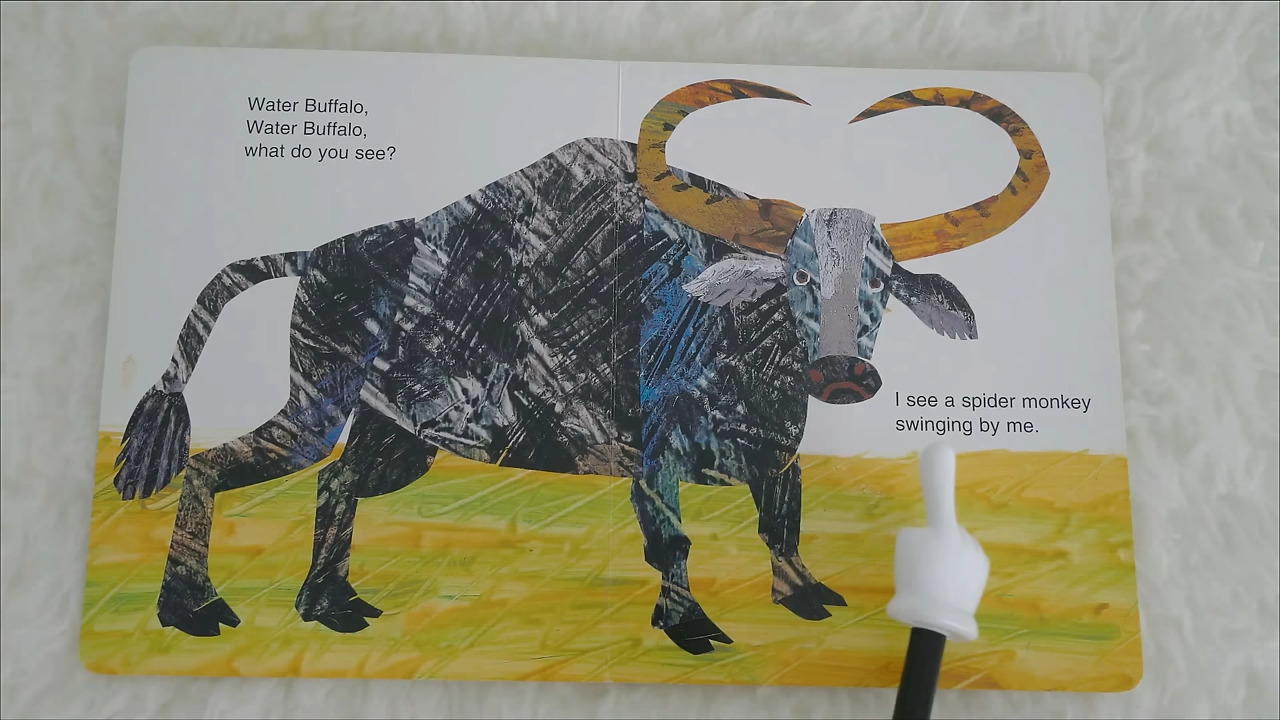 Water Buffalo,
Water Buffalo,
what do you see?
I see a spider monkey
swinging by me.